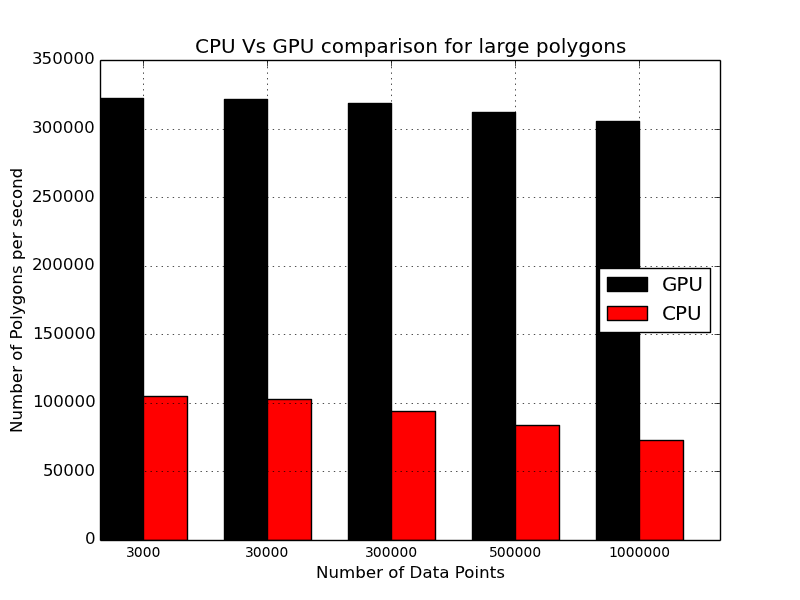 CPU Vs GPU comparison for large polygons
350000
300000
250000
200000
150000
100000
50000
0
Number of Polygons per second
GPU
CPU
3000
30000
300000
500000
1000000
Number of Data Points